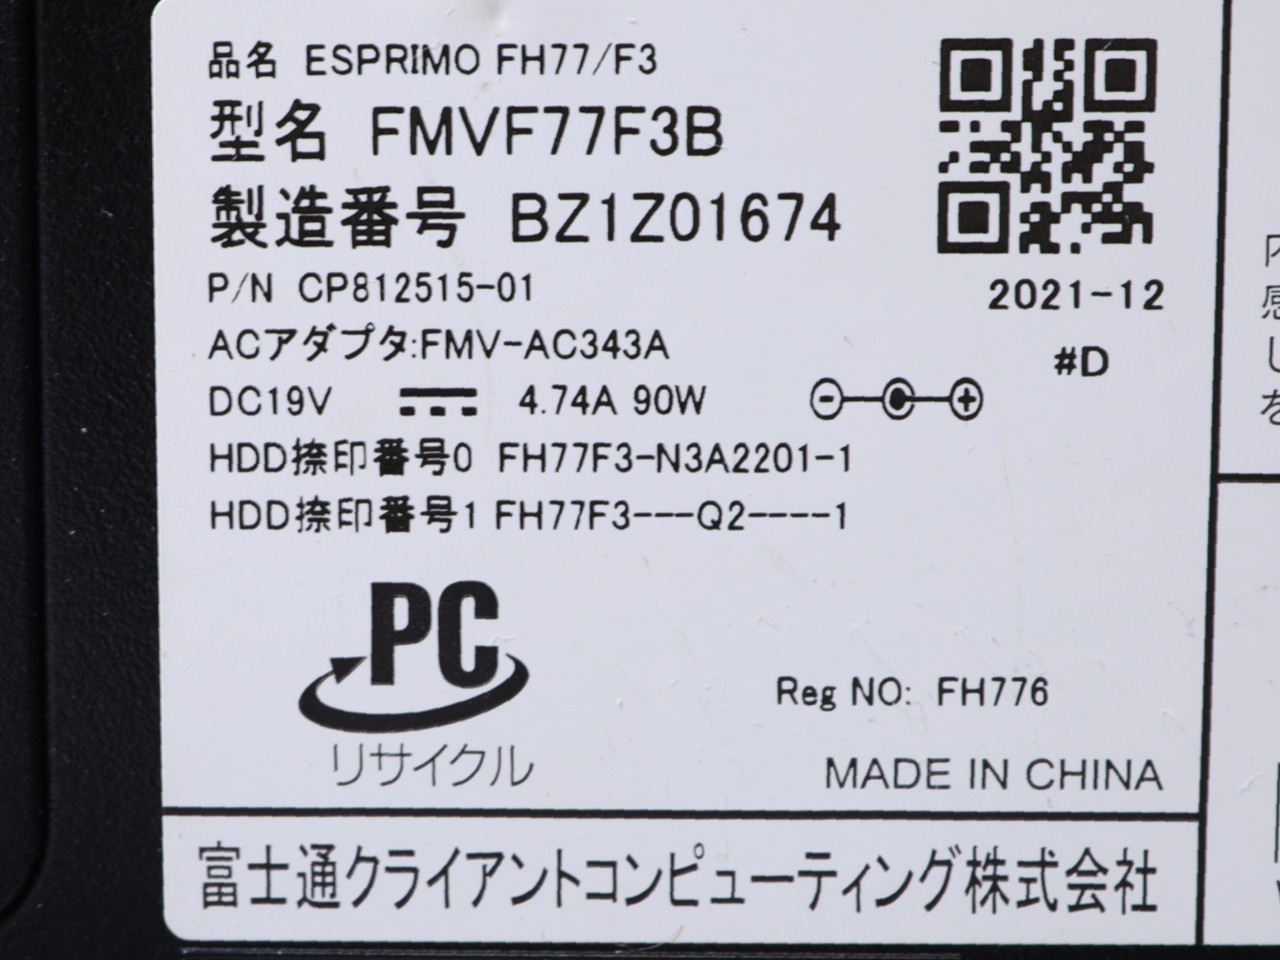 品名 ESPRIMO FH77/F3
型名 FMVF77F3B
製造番号 BZ1Z01674
P/N CP812515-01
2021-12
ACアダプタ:FMV-AC343A
#D
DC19V 4.74A 90W
HDD捺印番号0 FH77F3-N3A2201-1
HDD捺印番号1 FH77F3---Q2----1
PC
リサイクル
Reg NO: FH776
MADE IN CHINA
富士通クライアントコンピューティング株式会社